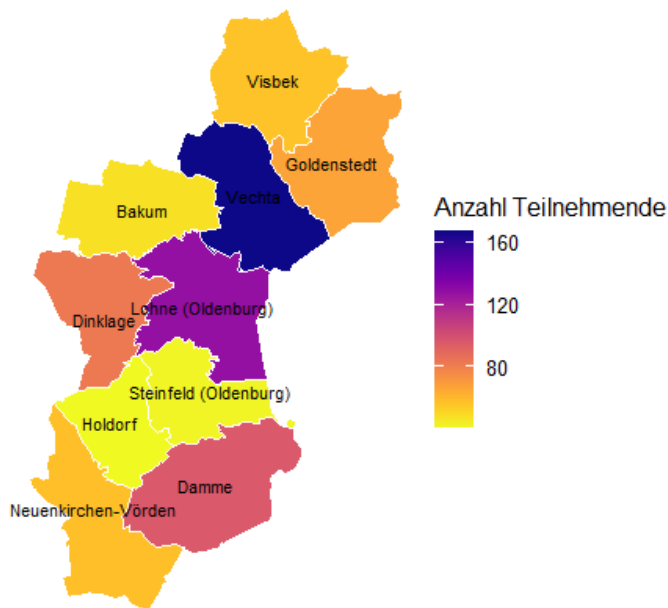 Visbek
Goldenstedt
Vechta
Bakum
Anzahl Teilnehmende
160
120
80
Lohne (Oldenburg)
Dinklage
Steinfeld (Oldenburg)
Holdorf
Damme
Neuenkirchen-Vörden